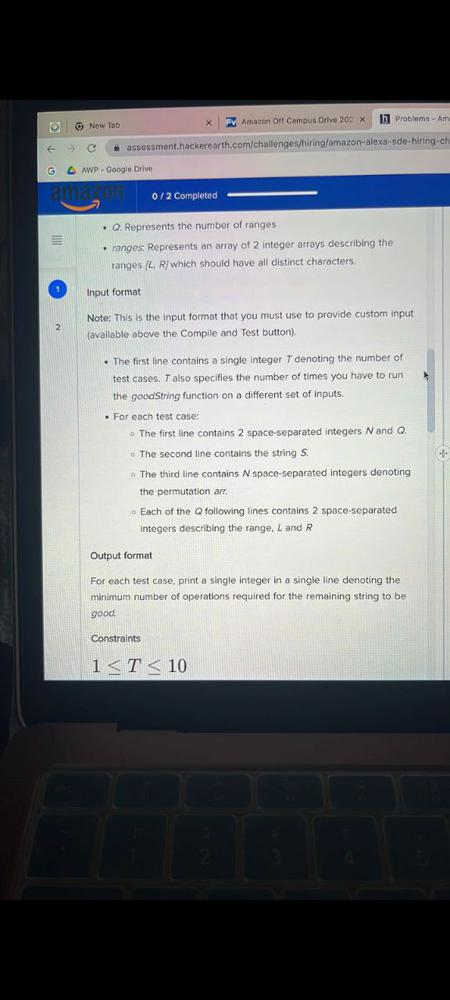 New Tab
Amazon Off Campus Drive 202
Problems - Am
assessment.hackerearth.com/challenges/hiring/amazon-alexa-sde-hiring-ch
AWP - Google Drive
amazon
0 / 2 Completed
• Q: Represents the number of ranges
• ranges: Represents an array of 2 integer arrays describing the
ranges [L, R] which should have all distinct characters.
1
Input format
2
Note: This is the input format that you must use to provide custom input
(available above the Compile and Test button).
• The first line contains a single integer T denoting the number of
test cases. T also specifies the number of times you have to run
the goodString function on a different set of inputs.
• For each test case:
◦ The first line contains 2 space-separated integers N and Q.
◦ The second line contains the string S.
◦ The third line contains N space-separated integers denoting
the permutation arr.
◦ Each of the Q following lines contains 2 space-separated
integers describing the range, L and R
Output format
For each test case, print a single integer in a single line denoting the
minimum number of operations required for the remaining string to be
good.
Constraints
1 ≤ T ≤ 10